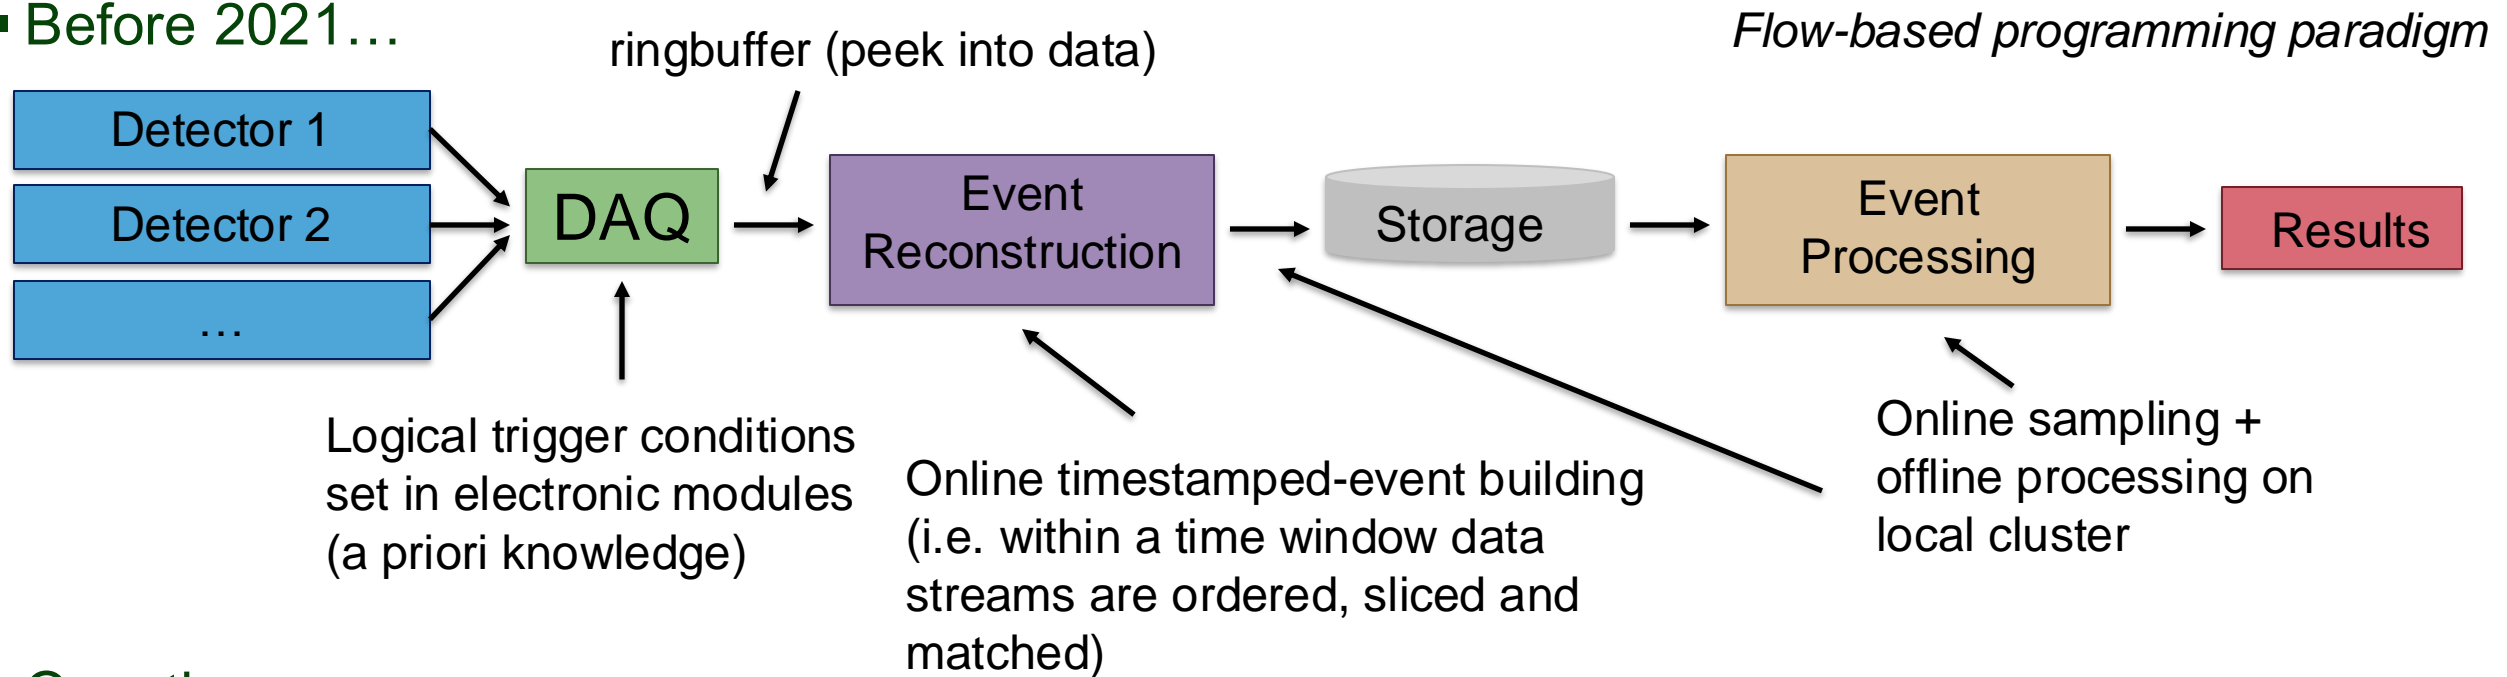 Before 2021…
Flow-based programming paradigm
ringbuffer (peek into data)
Detector 1
Detector 2
…
DAQ
Event
Reconstruction
Storage
Event
Processing
Results
Logical trigger conditions
set in electronic modules
(a priori knowledge)
Online timestamped-event building
(i.e. within a time window data
streams are ordered, sliced and
matched)
Online sampling +
offline processing on
local cluster